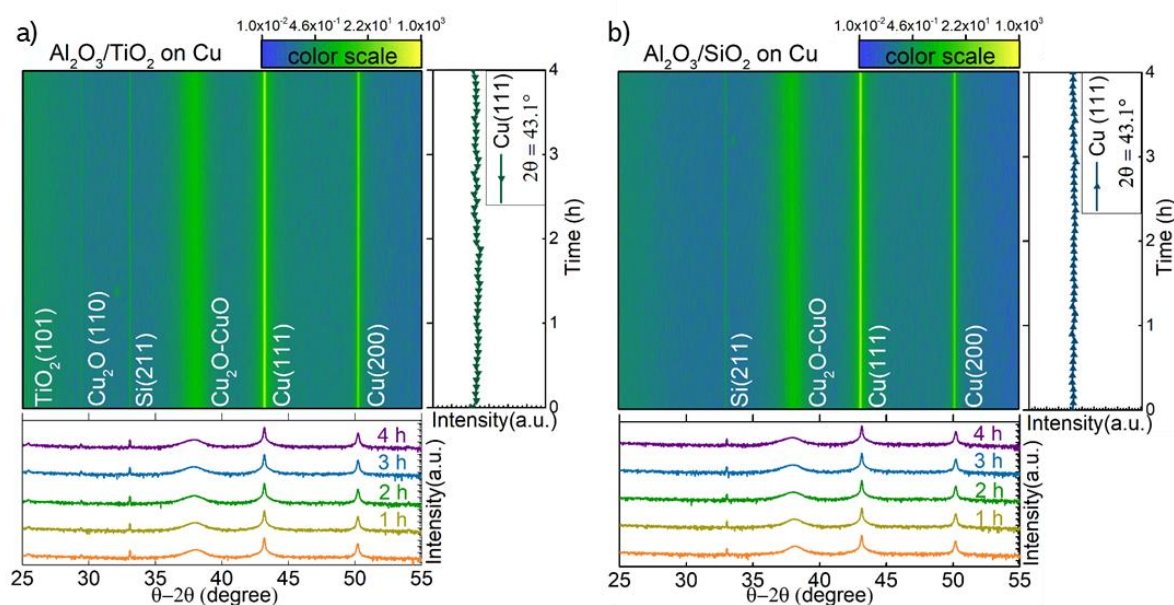 a)
1.0x10⁻² 4.6x10⁻¹ 2.2x10¹ 1.0x10³
Al₂O₃/TiO₂ on Cu
color scale
TiO₂(101)
Cu₂O (110)
Si(211)
Cu₂O-CuO
Cu(111)
Cu(200)
Cu(111)
2θ = 43.1°
4
3
2
1
0
Time (h)
Intensity(a.u.)
4 h
3 h
2 h
1 h
Intensity(a.u.)
25 30 35 40 45 50 55
θ−2θ (degree)
b)
1.0x10⁻² 4.6x10⁻¹ 2.2x10¹ 1.0x10³
Al₂O₃/SiO₂ on Cu
color scale
Si(211)
Cu₂O-CuO
Cu(111)
Cu(200)
Cu (111)
2θ = 43.1°
4
3
2
1
0
Time (h)
Intensity(a.u.)
4 h
3 h
2 h
1 h
Intensity(a.u.)
25 30 35 40 45 50 55
θ−2θ (degree)